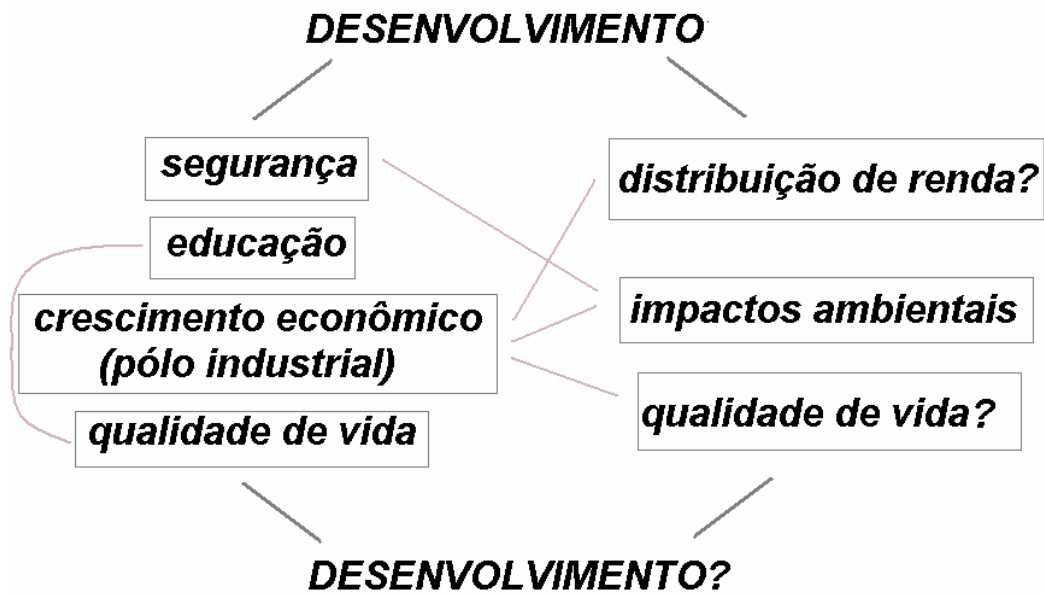 DESENVOLVIMENTO
segurança
educação
crescimento econômico
(pólo industrial)
qualidade de vida
distribuição de renda?
impactos ambientais
qualidade de vida?
DESENVOLVIMENTO?